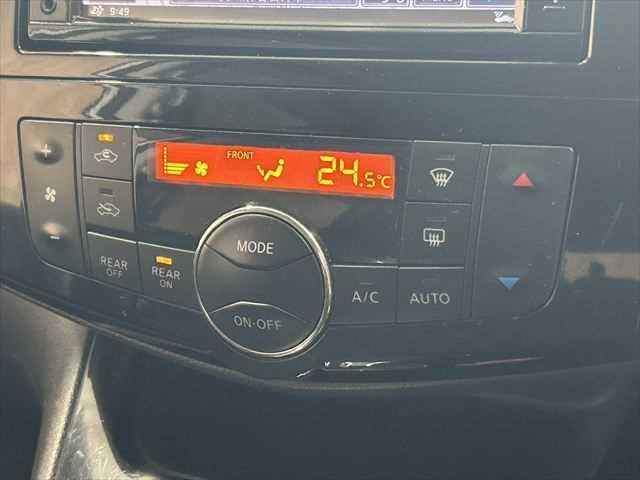 9:49
FRONT
24.5°C
+
-
REAR OFF
REAR ON
MODE
ON·OFF
A/C
AUTO